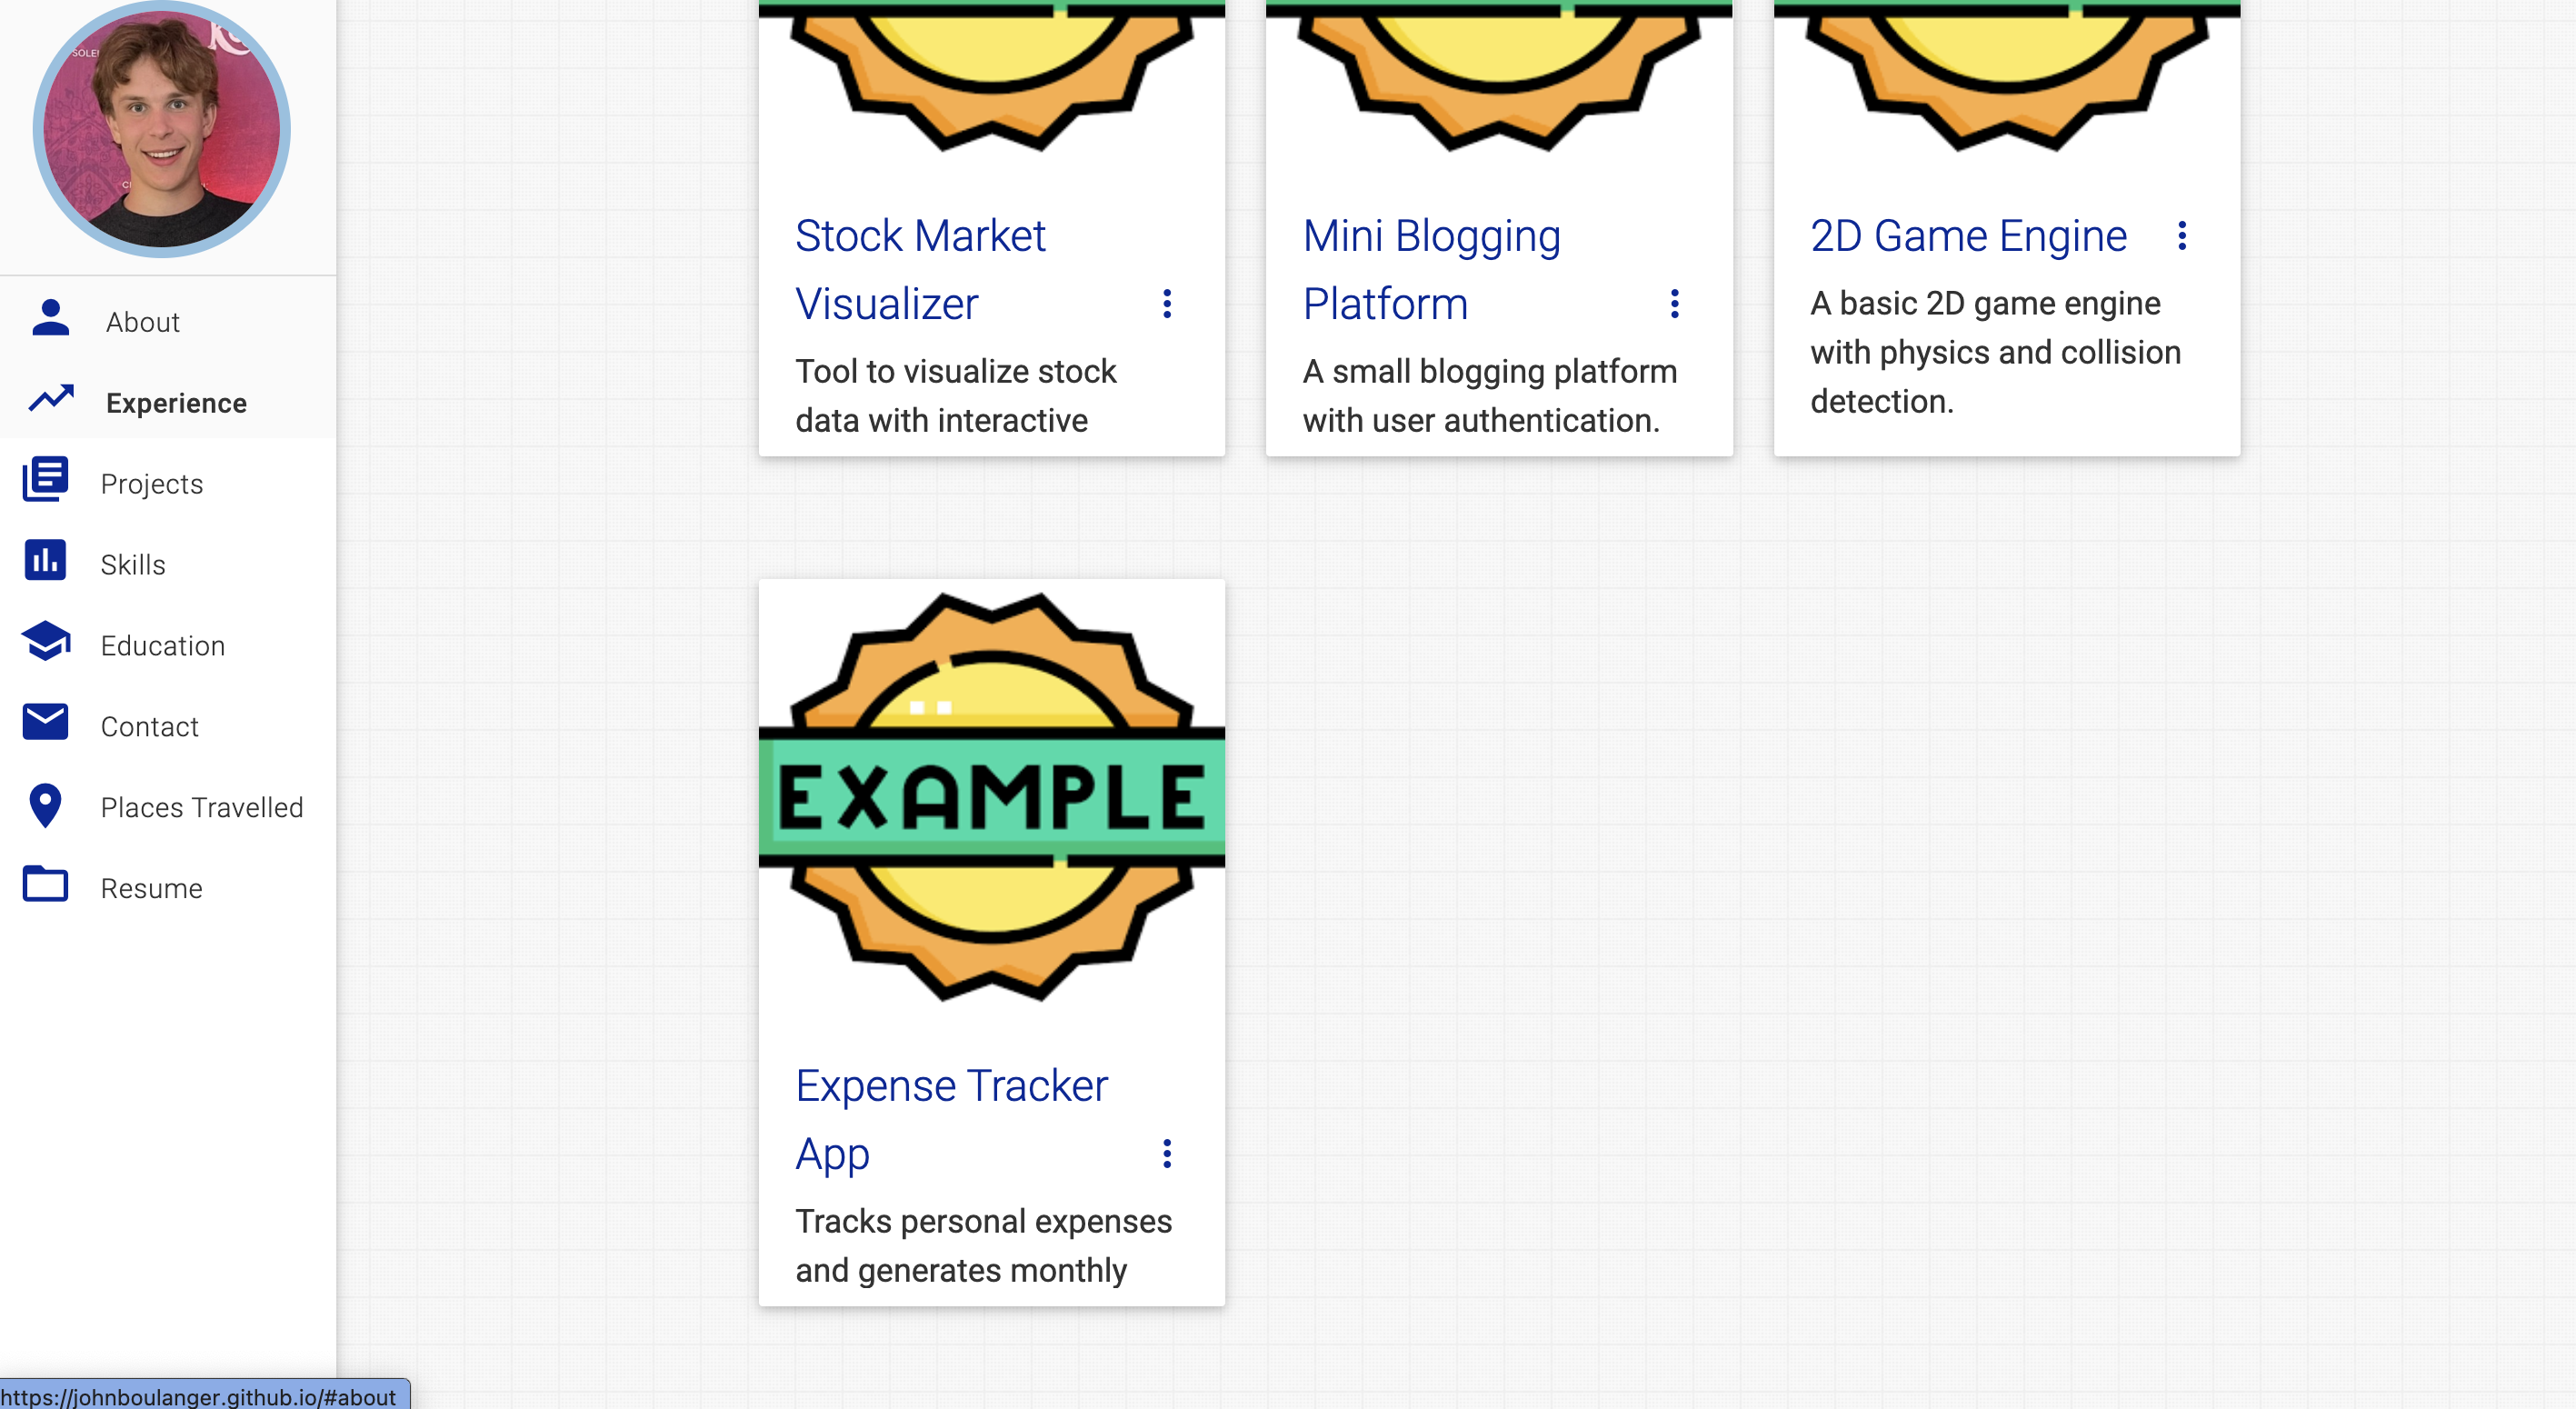 SOLEI
About
Experience
Projects
Skills
Education
Contact
Places Travelled
Resume
Stock Market
Visualizer
Tool to visualize stock
data with interactive
Mini Blogging
Platform
A small blogging platform
with user authentication.
2D Game Engine
A basic 2D game engine
with physics and collision
detection.
EXAMPLE
Expense Tracker
App
Tracks personal expenses
and generates monthly
https://johnboulanger.github.io/#about